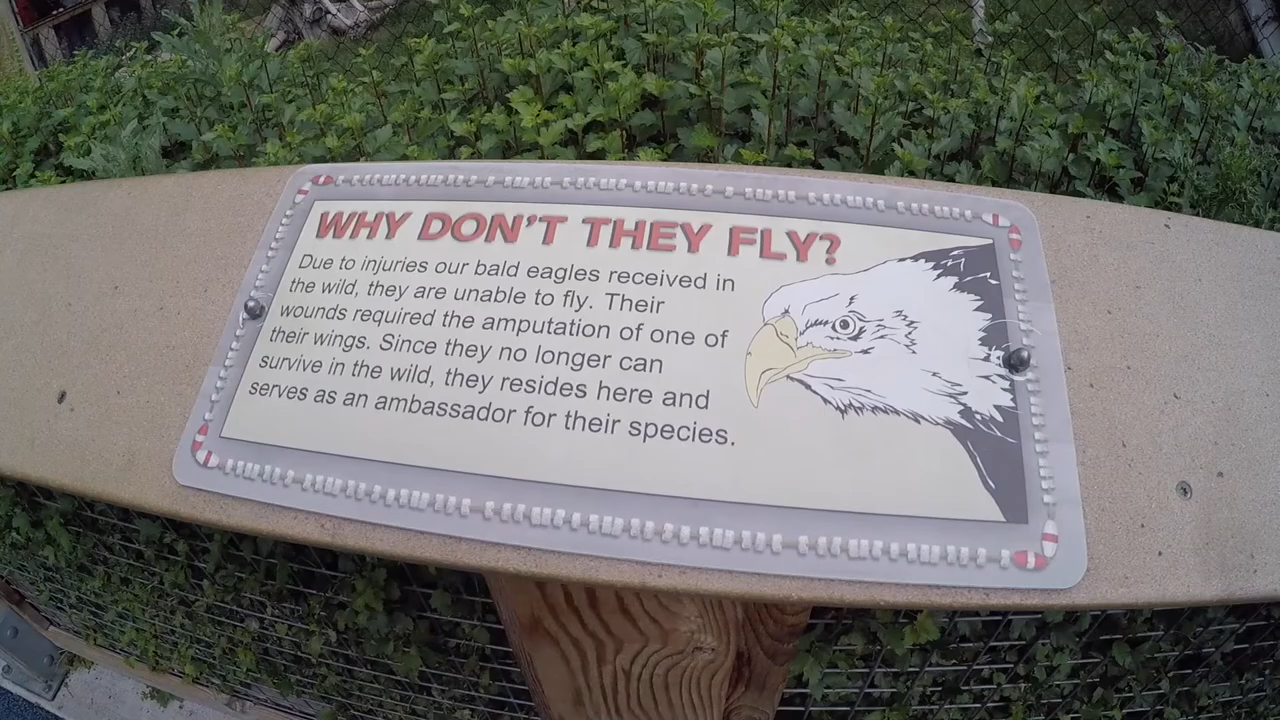 WHY DON'T THEY FLY?
Due to injuries our bald eagles received in
the wild, they are unable to fly. Their
wounds required the amputation of one of
their wings. Since they no longer can
survive in the wild, they resides here and
serves as an ambassador for their species.